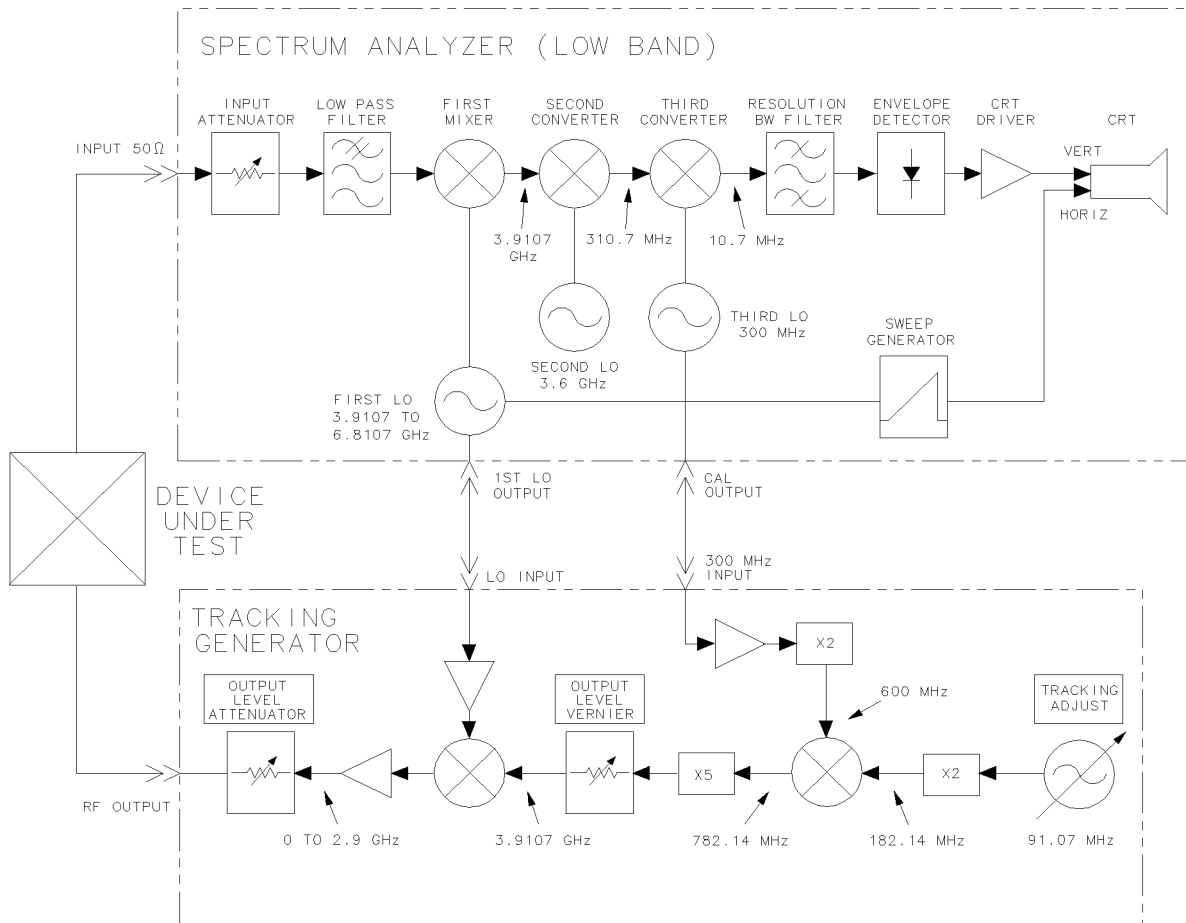 SPECTRUM ANALYZER (LOW BAND)
INPUT
ATTENUATOR
LOW PASS
FILTER
FIRST
MIXER
SECOND
CONVERTER
THIRD
CONVERTER
RESOLUTION
BW FILTER
ENVELOPE
DETECTOR
CRT
DRIVER
CRT
INPUT 50Ω
VERT
HORIZ
3.9107
GHz
310.7 MHz
10.7 MHz
SECOND LO
3.6 GHz
THIRD LO
300 MHz
SWEEP
GENERATOR
FIRST LO
3.9107 TO
6.8107 GHz
DEVICE
UNDER
TEST
1ST LO
OUTPUT
CAL
OUTPUT
LO INPUT
300 MHz
INPUT
TRACKING
GENERATOR
X2
600 MHz
OUTPUT
LEVEL
ATTENUATOR
OUTPUT
LEVEL
VERNIER
TRACKING
ADJUST
X5
X2
RF OUTPUT
0 TO 2.9 GHz
3.9107 GHz
782.14 MHz
182.14 MHz
91.07 MHz